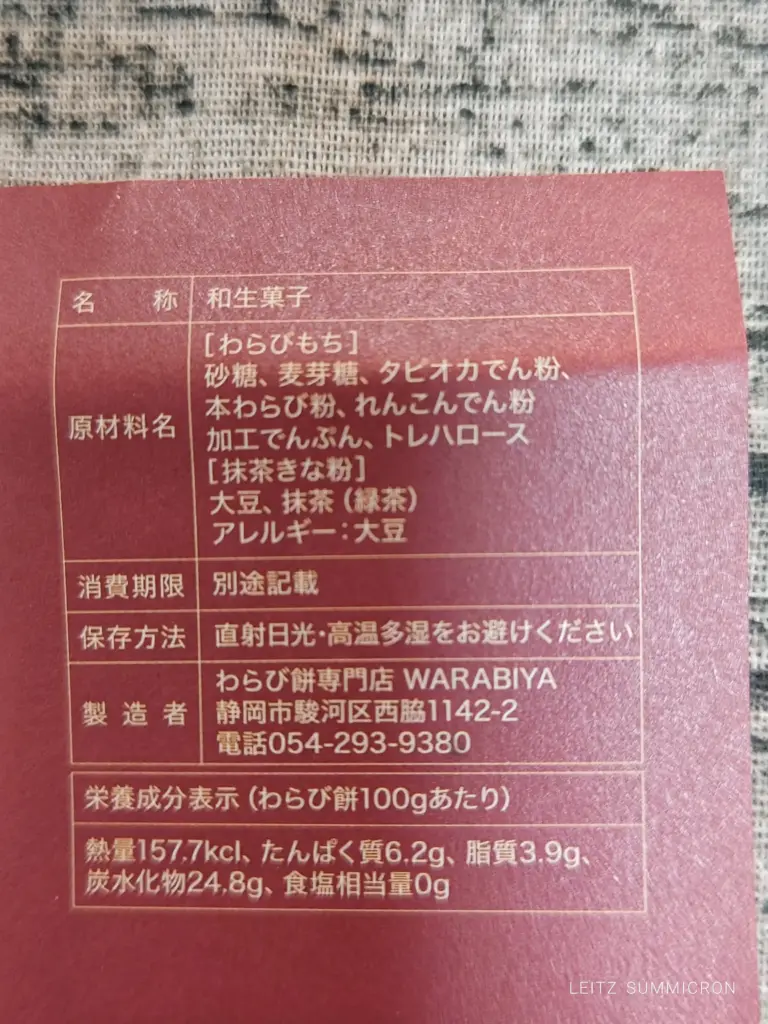 名称 和生菓子
原材料名
[わらびもち]
砂糖、麦芽糖、タピオカでん粉、
本わらび粉、れんこんでん粉
加工でんぷん、トレハロース
[抹茶きな粉]
大豆、抹茶(緑茶)
アレルギー:大豆
消費期限 別途記載
保存方法 直射日光・高温多湿をお避けください
製造者
わらび餅専門店 WARABIYA
静岡市駿河区西脇1142-2
電話054-293-9380
栄養成分表示(わらび餅100gあたり)
熱量157.7kcl、たんぱく質6.2g、脂質3.9g、
炭水化物24.8g、食塩相当量0g
LEITZ SUMMICRON